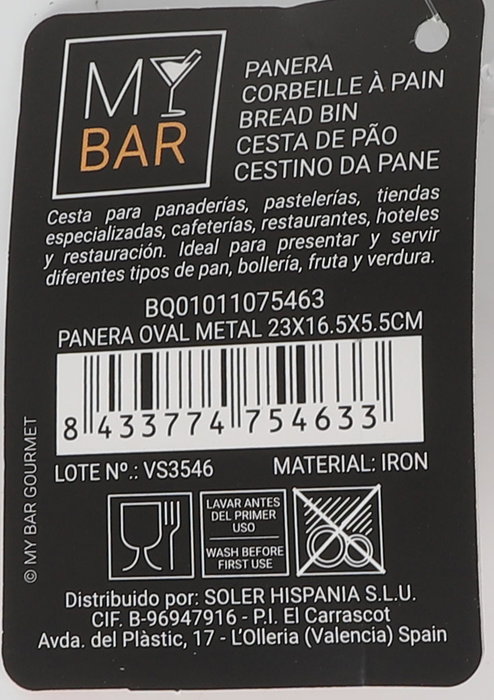 MY
BAR
PANERA
CORBEILLE À PAIN
BREAD BIN
CESTA DE PÃO
CESTINO DA PANE
Cesta para panaderías, pastelerías, tiendas
especializadas, cafeterías, restaurantes, hoteles
y restauración. Ideal para presentar y servir
diferentes tipos de pan, bollería, fruta y verdura.
BQ01011075463
PANERA OVAL METAL 23X16.5X5.5CM
8 433774 754633
LOTE Nº.: VS3546 MATERIAL: IRON
© MY BAR GOURMET
LAVAR ANTES
DEL PRIMER
USO
WASH BEFORE
FIRST USE
Distribuido por: SOLER HISPANIA S.L.U.
CIF. B-96947916 - P.I. El Carrascot
Avda. del Plàstic, 17 - L'Olleria (Valencia) Spain